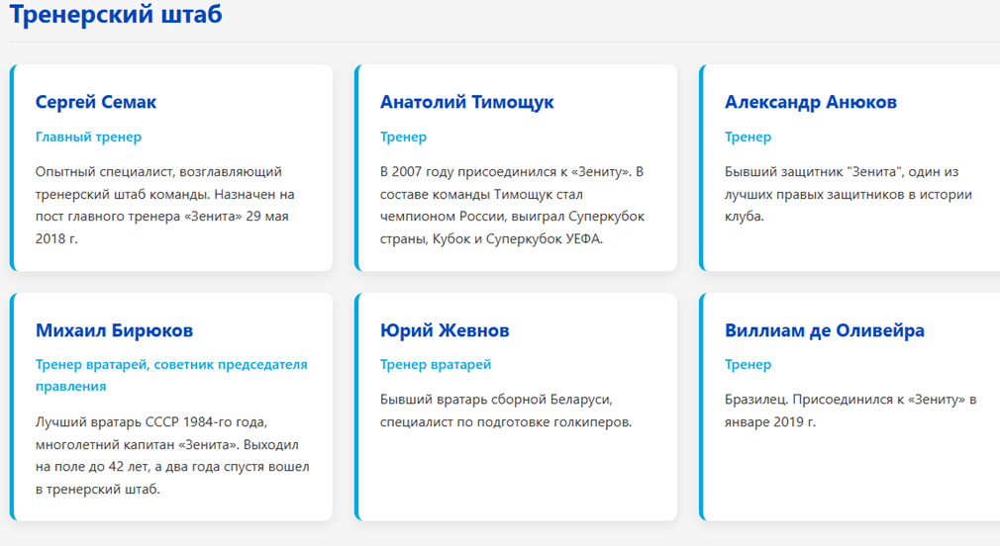 Тренерский штаб
Сергей Семак
Главный тренер
Опытный специалист, возглавляющий
тренерский штаб команды. Назначен на
пост главного тренера «Зенита» 29 мая
2018 г.
Анатолий Тимощук
Тренер
В 2007 году присоединился к «Зениту». В
составе команды Тимощук стал
чемпионом России, выиграл Суперкубок
страны, Кубок и Суперкубок УЕФА.
Александр Анюков
Тренер
Бывший защитник "Зенита", один из
лучших правых защитников в истории
клуба.
Михаил Бирюков
Тренер вратарей, советник председателя
правления
Лучший вратарь СССР 1984-го года,
многолетний капитан «Зенита». Выходил
на поле до 42 лет, а два года спустя вошел
в тренерский штаб.
Юрий Жевнов
Тренер вратарей
Бывший вратарь сборной Беларуси,
специалист по подготовке голкиперов.
Виллиам де Оливейра
Тренер
Бразилец. Присоединился к «Зениту» в
январе 2019 г.